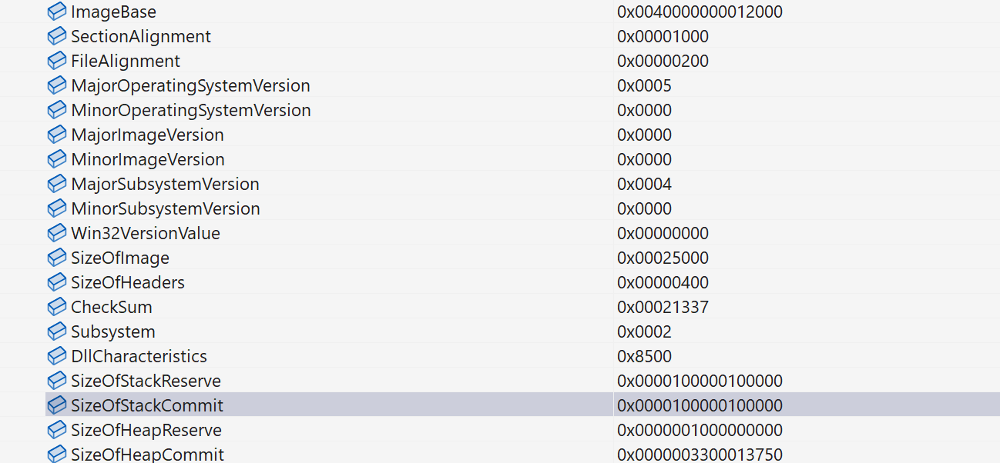 ImageBase 0x0040000000012000
SectionAlignment 0x00001000
FileAlignment 0x00000200
MajorOperatingSystemVersion 0x0005
MinorOperatingSystemVersion 0x0000
MajorImageVersion 0x0000
MinorImageVersion 0x0000
MajorSubsystemVersion 0x0004
MinorSubsystemVersion 0x0000
Win32VersionValue 0x00000000
SizeOfImage 0x00025000
SizeOfHeaders 0x00000400
CheckSum 0x00021337
Subsystem 0x0002
DllCharacteristics 0x8500
SizeOfStackReserve 0x0000100000100000
SizeOfStackCommit 0x0000100000100000
SizeOfHeapReserve 0x0000001000000000
SizeOfHeapCommit 0x0000003300013750